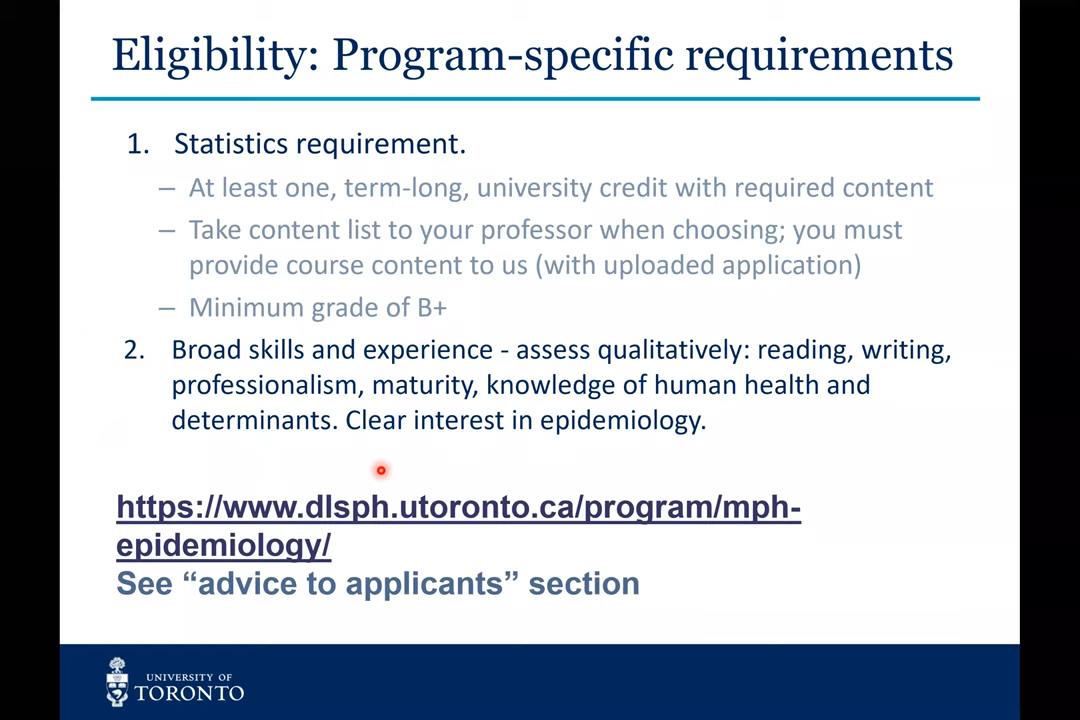 Eligibility: Program-specific requirements
1. Statistics requirement.
– At least one, term-long, university credit with required content
– Take content list to your professor when choosing; you must
provide course content to us (with uploaded application)
– Minimum grade of B+
2. Broad skills and experience - assess qualitatively: reading, writing,
professionalism, maturity, knowledge of human health and
determinants. Clear interest in epidemiology.
https://www.dlsph.utoronto.ca/program/mph-
epidemiology/
See “advice to applicants” section
UNIVERSITY OF
TORONTO